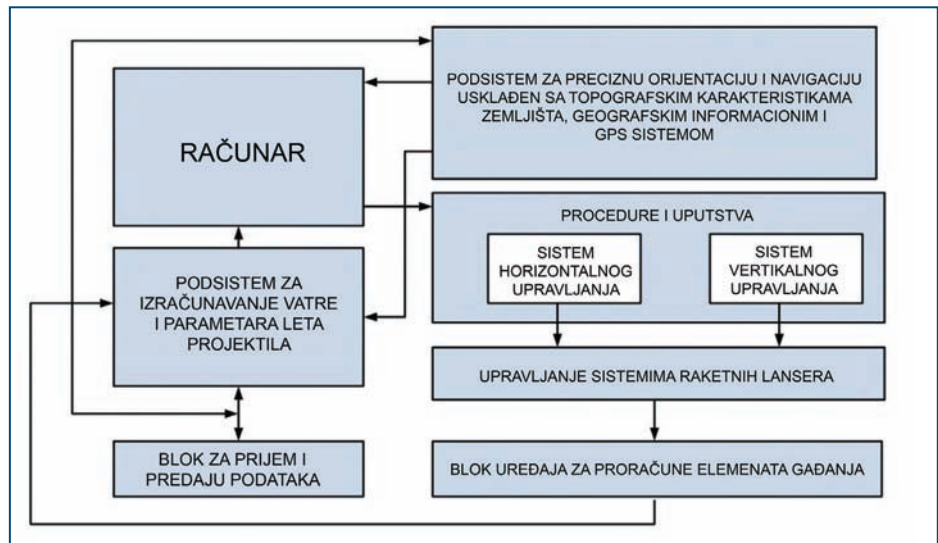 RAČUNAR
PODSISTEM ZA PRECIZNU ORIJENTACIJU I NAVIGACIJU
USKLAĐEN SA TOPOGRAFSKIM KARAKTERISTIKAMA
ZEMLJIŠTA, GEOGRAFSKIM INFORMACIONIM I
GPS SISTEMOM
PROCEDURE I UPUTSTVA
SISTEM
HORIZONTALNOG
UPRAVLJANJA
SISTEM
VERTIKALNOG
UPRAVLJANJA
PODSISTEM ZA
IZRAČUNAVANJE VATRE
I PARAMETARA LETA
PROJEKTILA
UPRAVLJANJE SISTEMIMA RAKETNIH LANSERA
BLOK ZA PRIJEM I
PREDAJU PODATAKA
BLOK UREĐAJA ZA PRORAČUNE ELEMENATA GAĐANJA